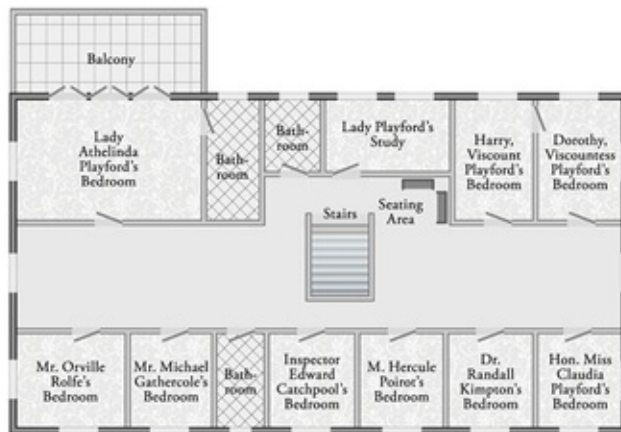 Balcony
Lady
Athelinda
Playford's
Bedroom
Bath-
room
Bath-
room
Lady Playford's
Study
Harry,
Viscount
Playford's
Bedroom
Dorothy,
Viscountess
Playford's
Bedroom
Stairs
Seating
Area
Mr. Orville
Rolfe's
Bedroom
Mr. Michael
Gathercole's
Bedroom
Bath-
room
Inspector
Edward
Catchpool's
Bedroom
M. Hercule
Poirot's
Bedroom
Dr.
Randall
Kimpton's
Bedroom
Hon. Miss
Claudia
Playford's
Bedroom